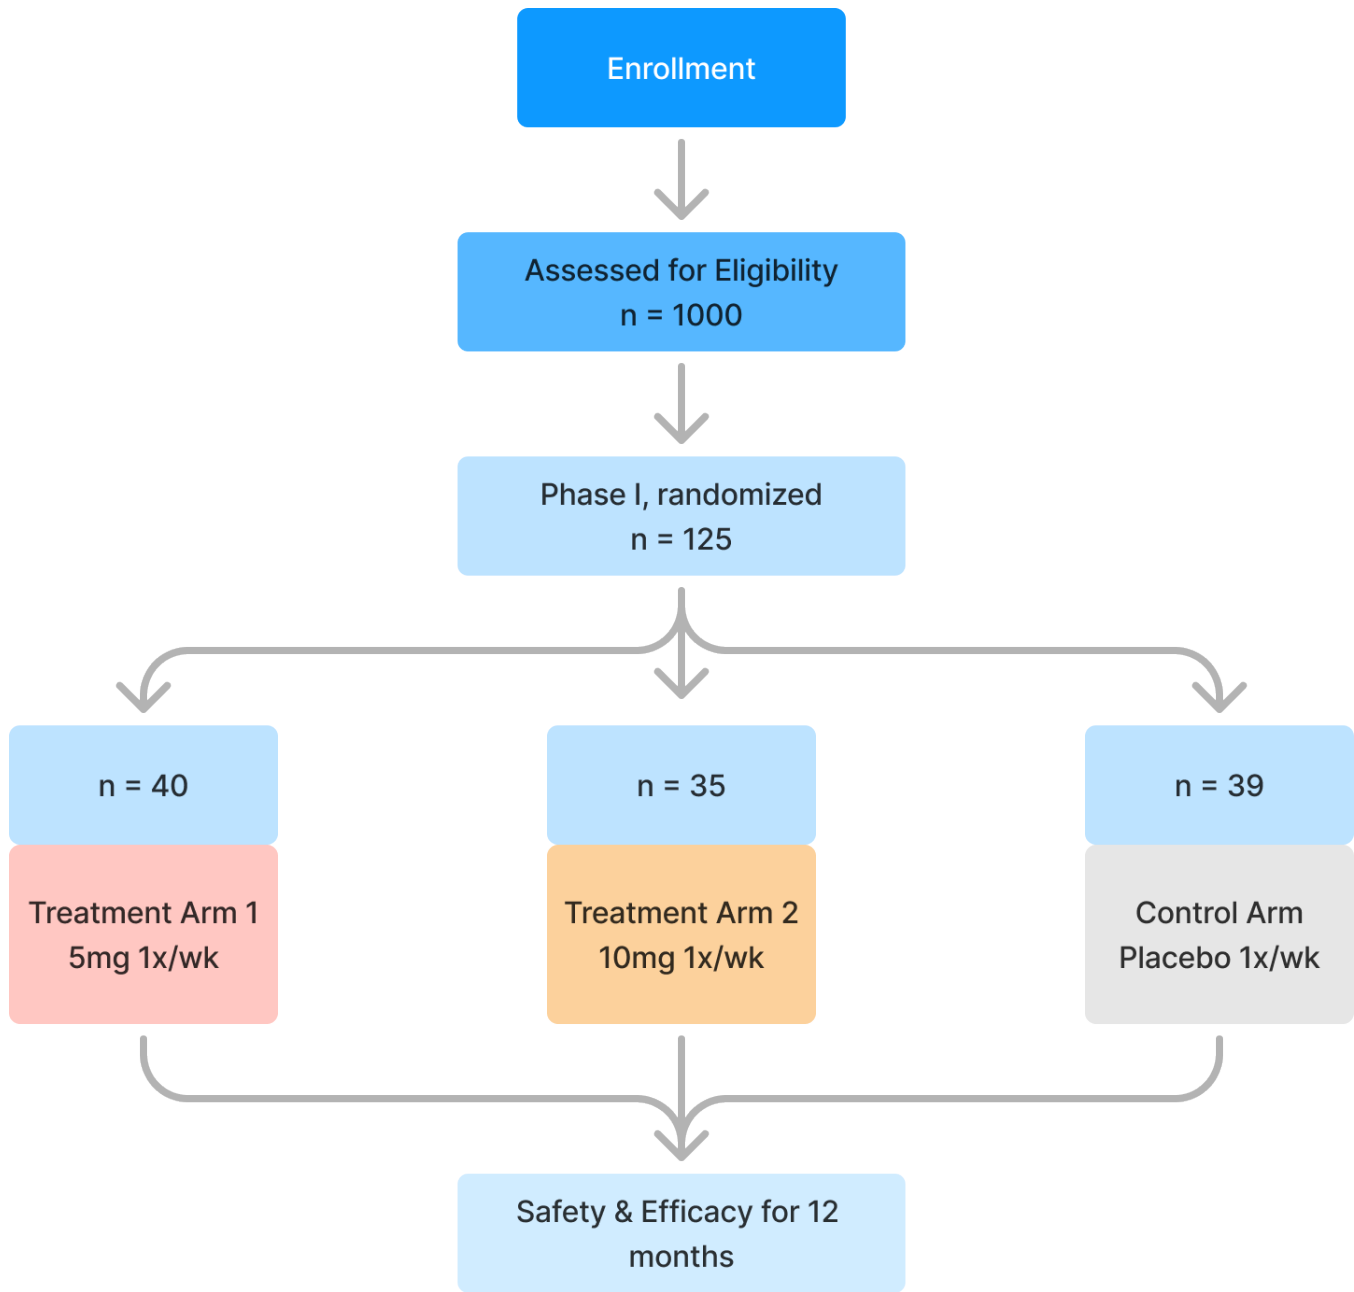 Enrollment
Assessed for Eligibility
n = 1000
Phase I, randomized
n = 125
n = 40
n = 35
n = 39
Treatment Arm 1
5mg 1x/wk
Treatment Arm 2
10mg 1x/wk
Control Arm
Placebo 1x/wk
Safety & Efficacy for 12
months